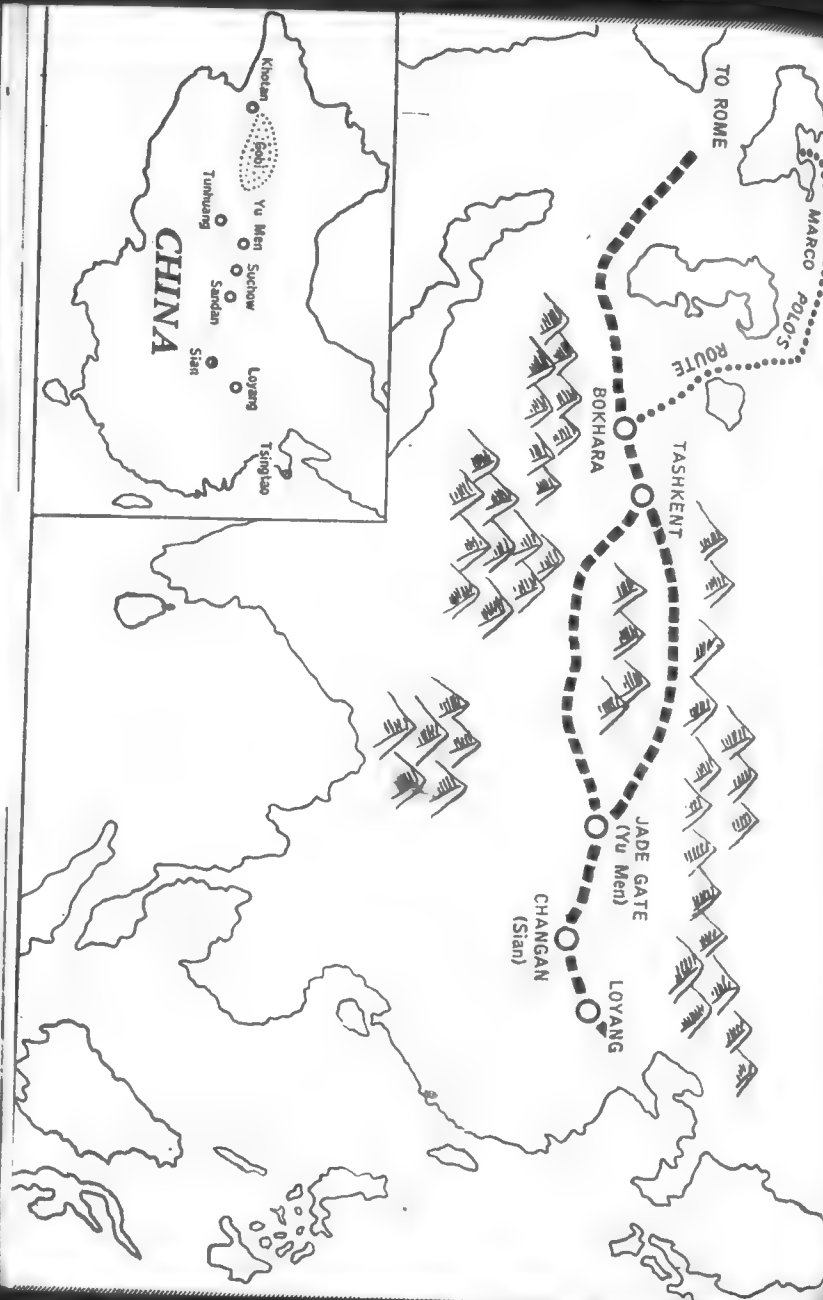 TO ROME
MARCO POLO'S
ROUTE
BOKHARA
TASHKENT
JADE GATE
(Yu Men)
CHANGAN
(Sian)
LOYANG
Khotan
Gobi
Tunhuang
Yu Men
Suchow
Sandan
CHINA
Sian
Loyang
Tsingtao